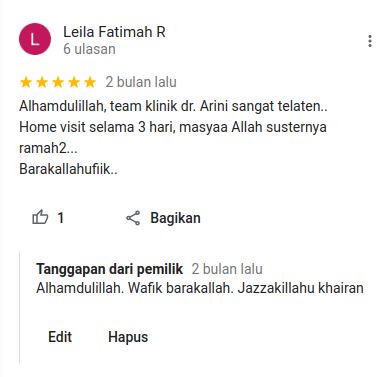 L
Leila Fatimah R
6 ulasan
2 bulan lalu
Alhamdulillah, team klinik dr. Arini sangat telaten..
Home visit selama 3 hari, masyaa Allah susternya
ramah2...
Barakallahufiik..
1
Bagikan
Tanggapan dari pemilik 2 bulan lalu
Alhamdulillah. Wafik barakallah. Jazzakillahu khairan
Edit Hapus